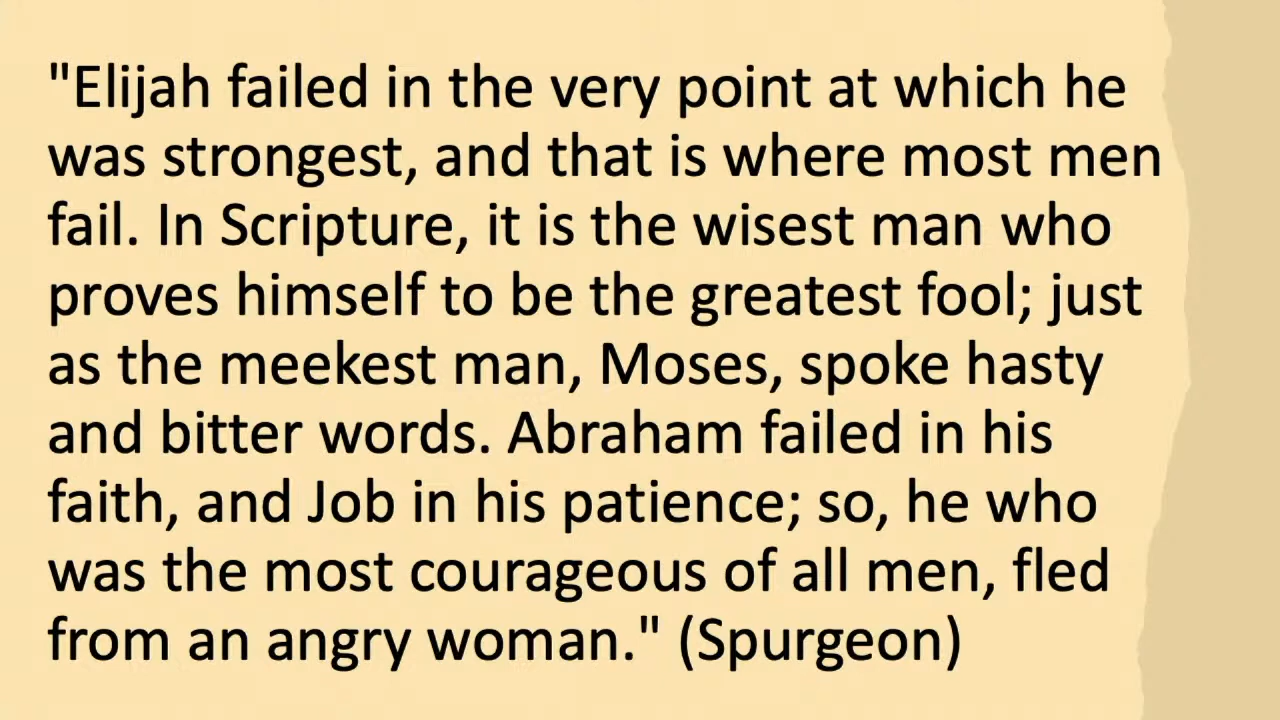 "Elijah failed in the very point at which he
was strongest, and that is where most men
fail. In Scripture, it is the wisest man who
proves himself to be the greatest fool; just
as the meekest man, Moses, spoke hasty
and bitter words. Abraham failed in his
faith, and Job in his patience; so, he who
was the most courageous of all men, fled
from an angry woman." (Spurgeon)